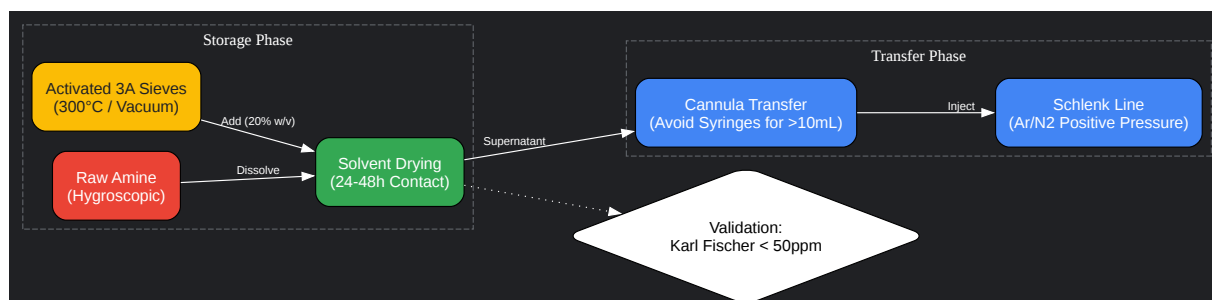 Storage Phase
Activated 3A Sieves
(300°C / Vacuum)
Add (20% w/v)
Raw Amine
(Hygroscopic)
Dissolve
Solvent Drying
(24-48h Contact)
Supernatant
Transfer Phase
Cannula Transfer
(Avoid Syringes for >10mL)
Inject
Schlenk Line
(Ar/N2 Positive Pressure)
Validation:
Karl Fischer < 50ppm